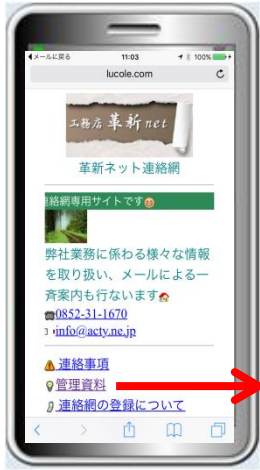 メールに戻る 11:03 100%
lucole.com
工務店 革新 net
革新ネット連絡網
連絡網専用サイトです
弊社業務に係わる様々な情報
を取り扱い、メールによる一
斉案内も行ないます
0852-31-1670
info@acty.ne.jp
連絡事項
管理資料
連絡網の登録について